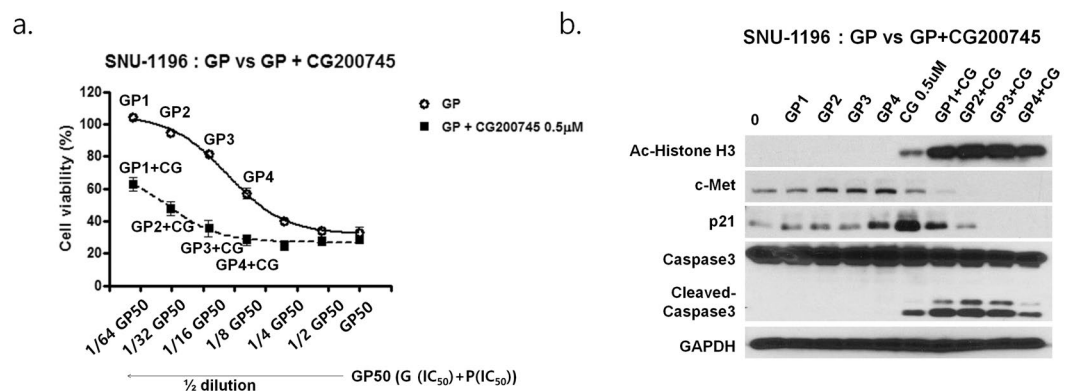 a.
SNU-1196 : GP vs GP + CG200745
Cell viability (%)
120
100
80
60
40
20
0
GP1
GP2
GP3
GP4
GP1+CG
GP2+CG
GP3+CG
GP4+CG
GP
GP + CG200745 0.5μM
1/64 GP50
1/32 GP50
1/16 GP50
1/8 GP50
1/4 GP50
1/2 GP50
GP50
½ dilution
GP50 (G (IC50)+P(IC50))
b.
SNU-1196 : GP vs GP+CG200745
0
GP1
GP2
GP3
GP4
CG 0.5uM
GP1+CG
GP2+CG
GP3+CG
GP4+CG
Ac-Histone H3
c-Met
p21
Caspase3
Cleaved-
Caspase3
GAPDH